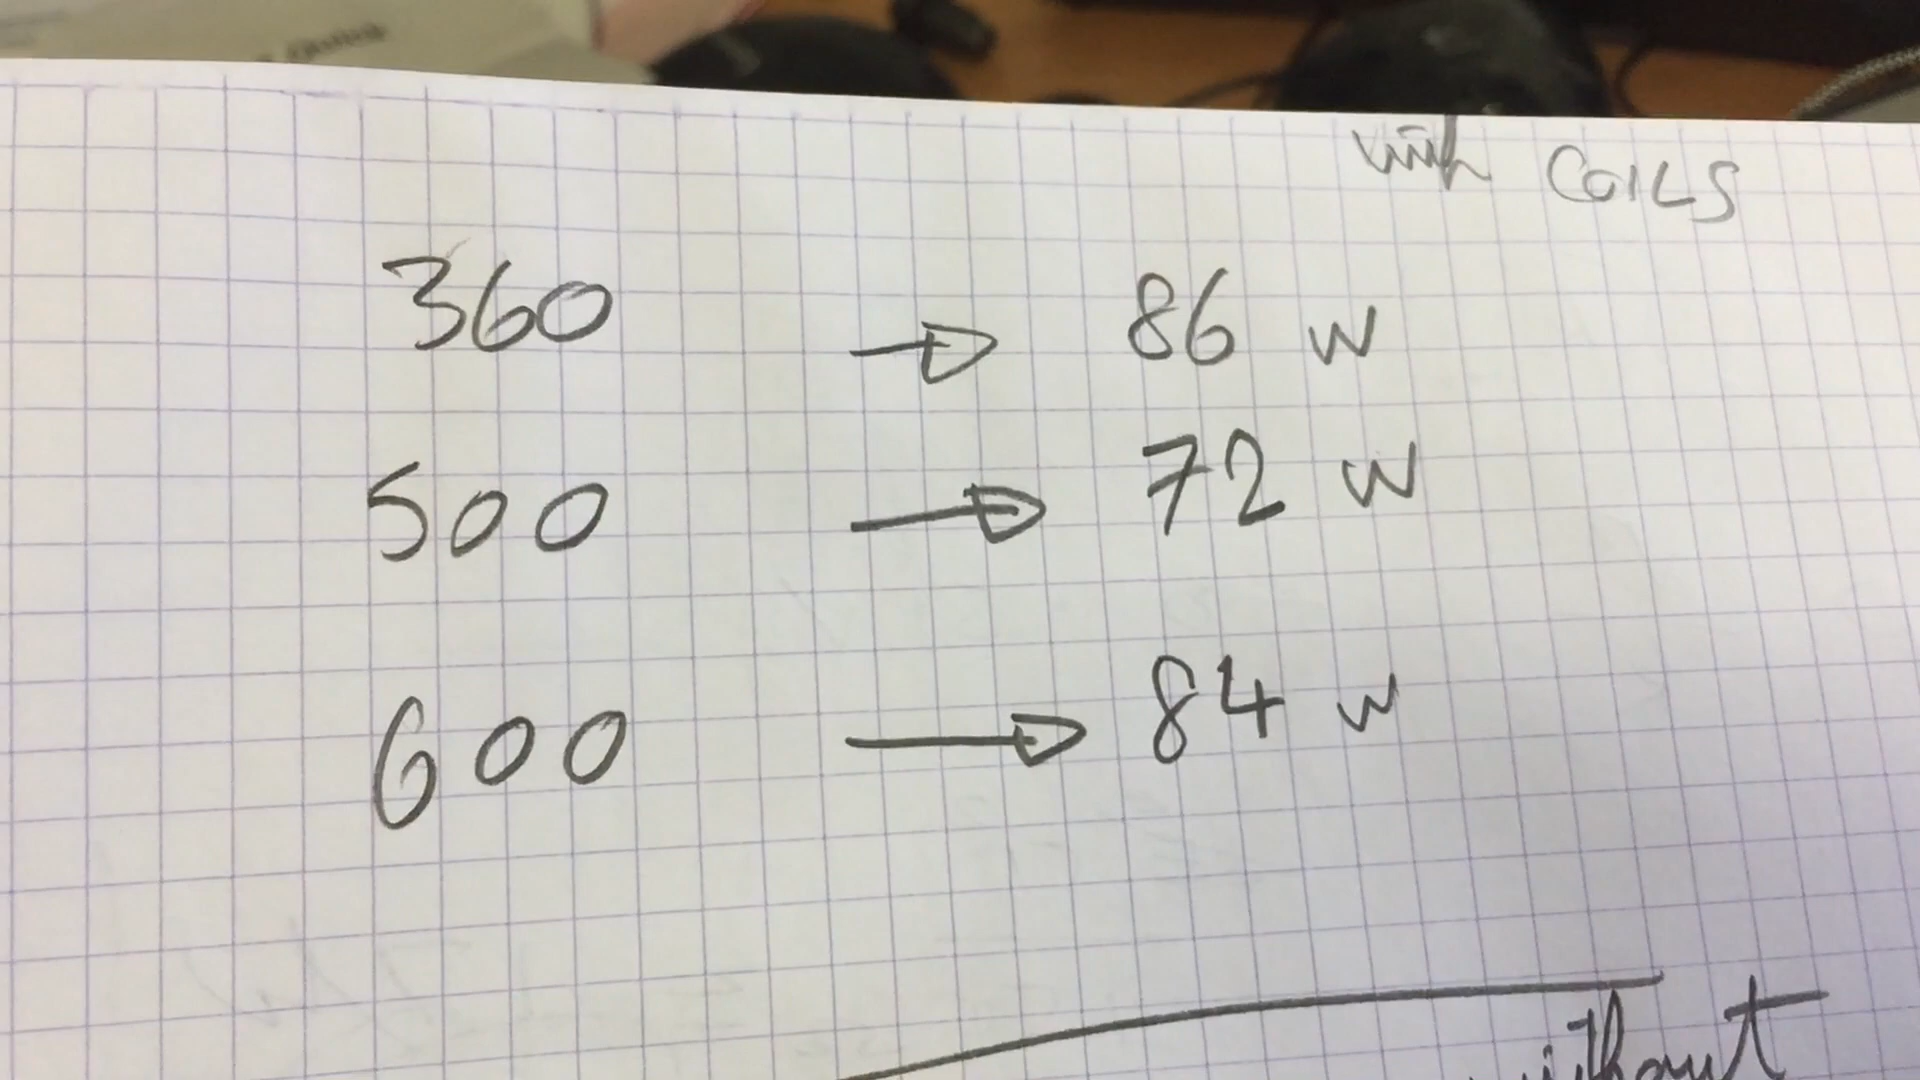 with COILS
360 → 86 W
500 → 72 W
600 → 84 W
without